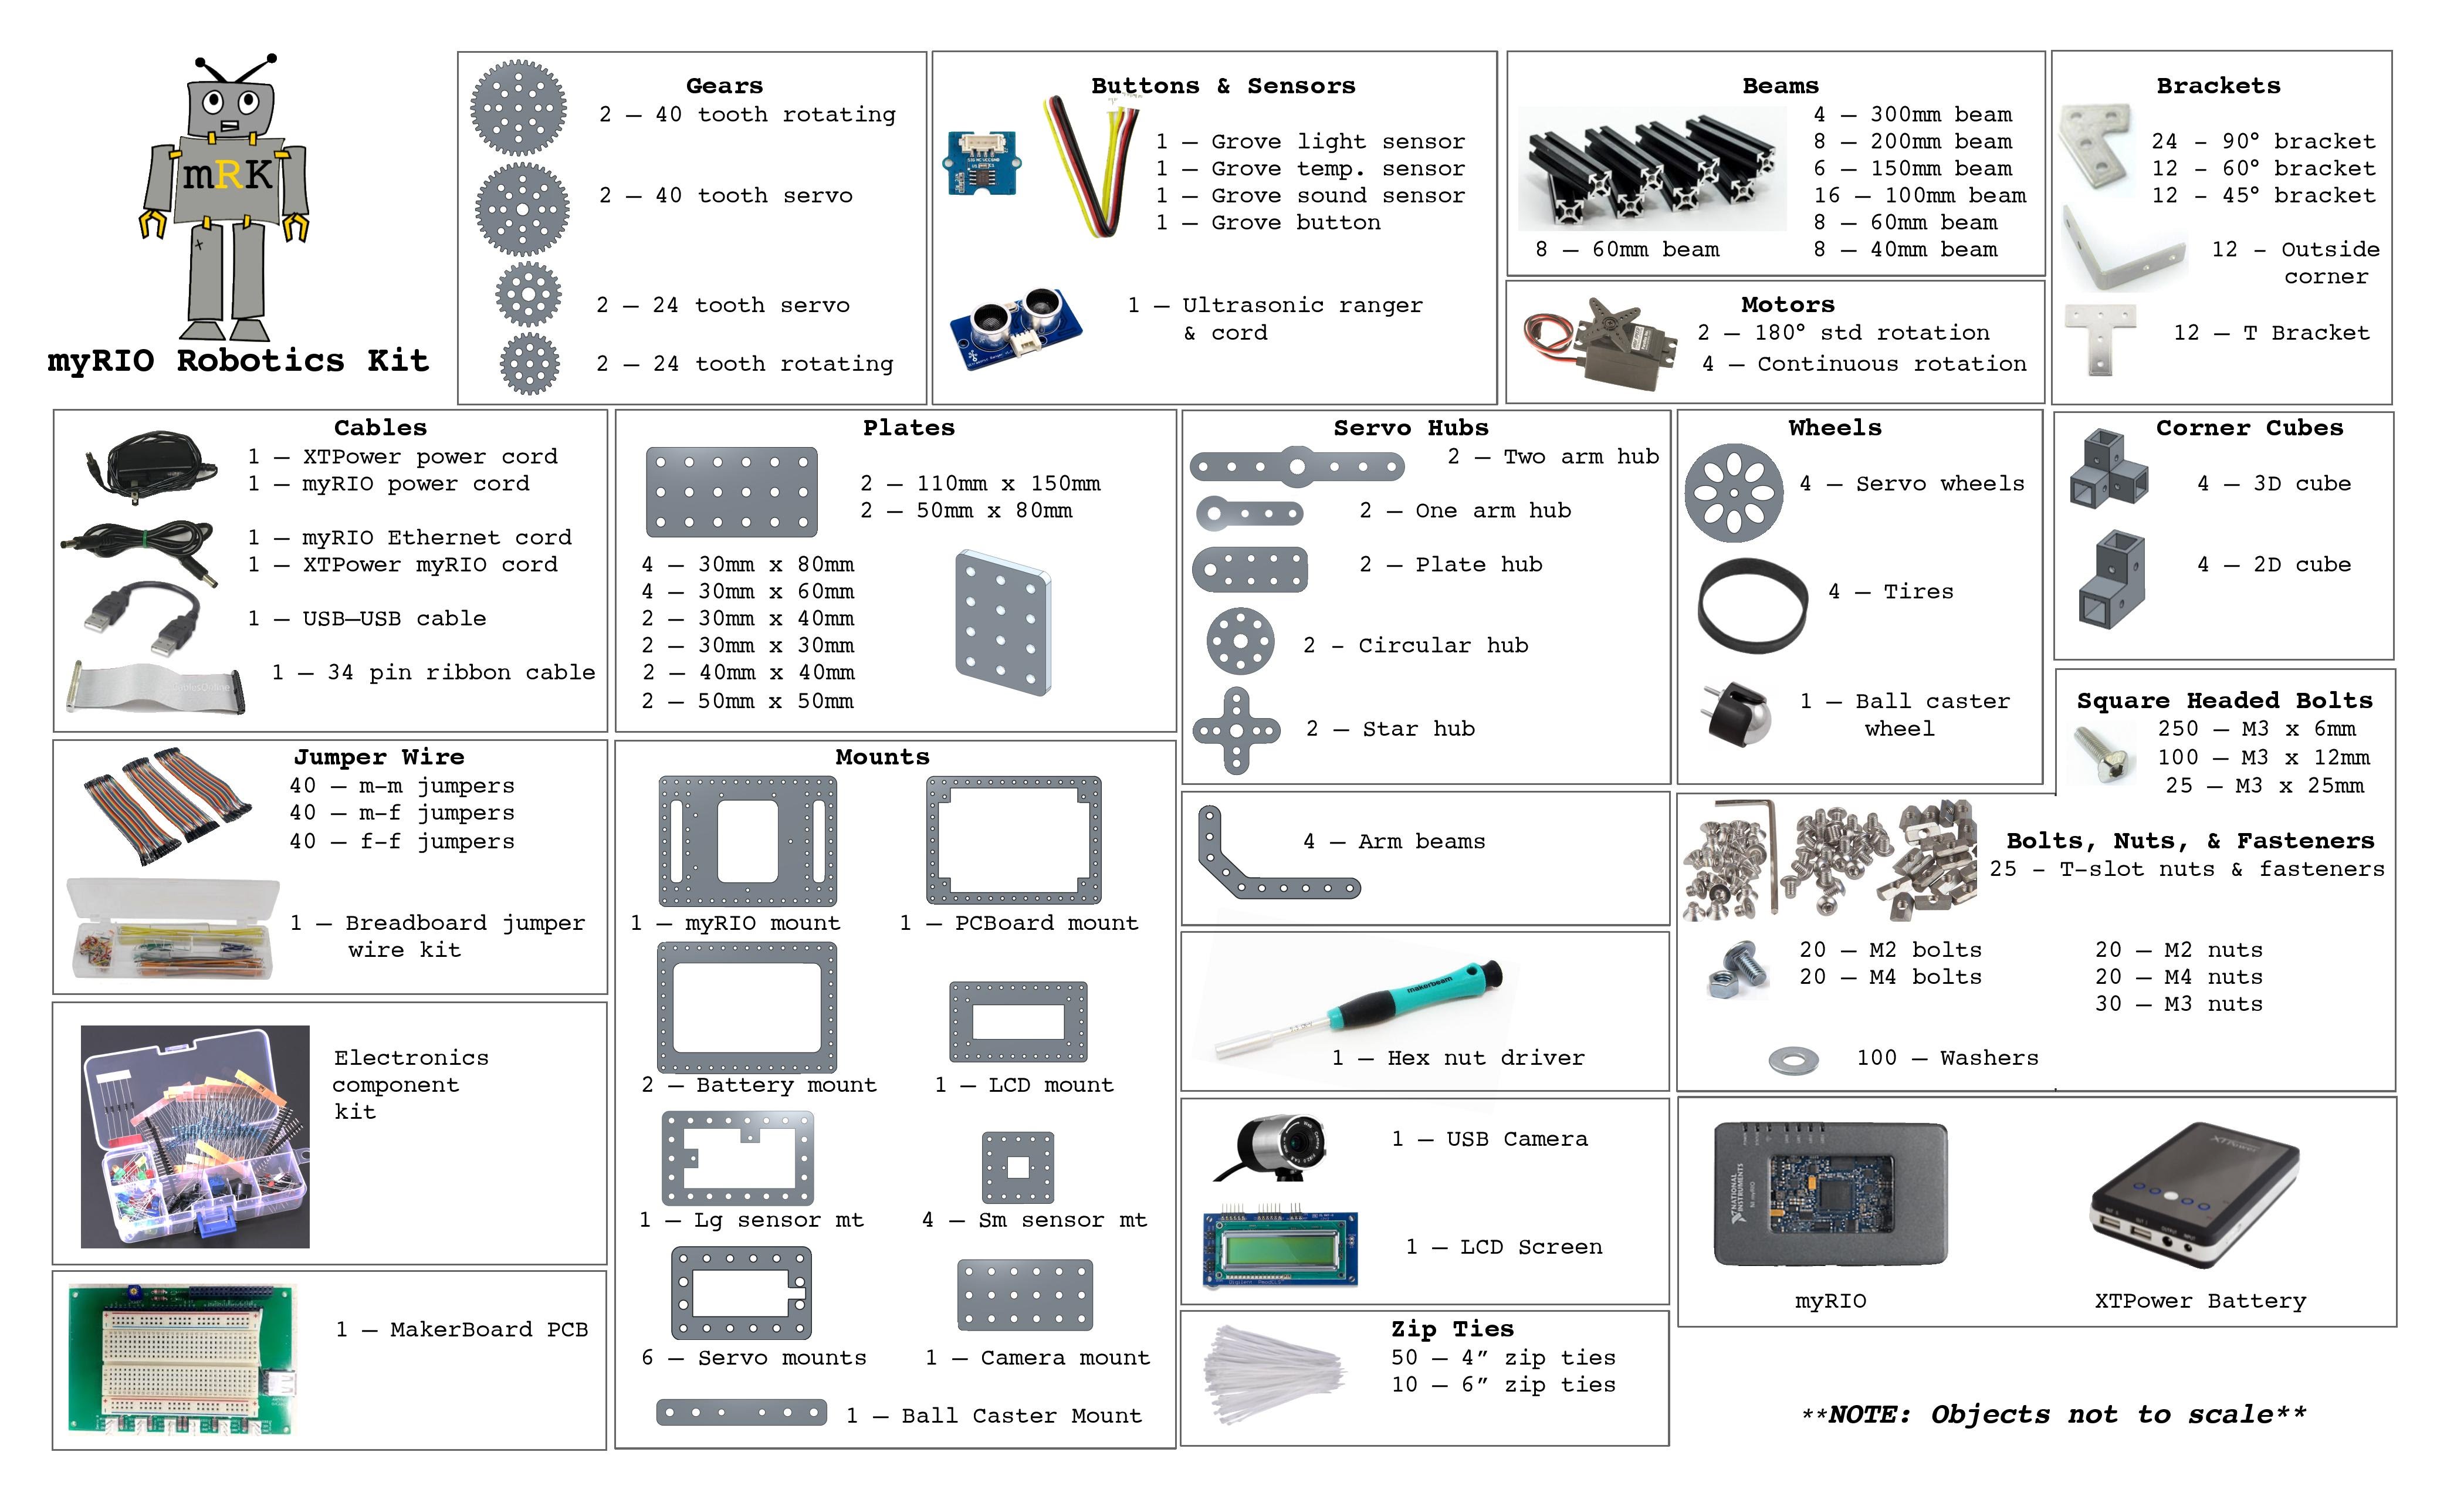 mRK
myRIO Robotics Kit
Gears
2 – 40 tooth rotating
2 – 40 tooth servo
2 – 24 tooth servo
2 – 24 tooth rotating
Buttons & Sensors
1 – Grove light sensor
1 – Grove temp. sensor
1 – Grove sound sensor
1 – Grove button
1 – Ultrasonic ranger
& cord
Beams
4 – 300mm beam
8 – 200mm beam
6 – 150mm beam
16 – 100mm beam
8 – 60mm beam
8 – 40mm beam
8 – 60mm beam
Motors
2 – 180° std rotation
4 – Continuous rotation
Brackets
24 - 90° bracket
12 - 60° bracket
12 - 45° bracket
12 - Outside
corner
12 – T Bracket
Cables
1 – XTPower power cord
1 – myRIO power cord
1 – myRIO Ethernet cord
1 – XTPower myRIO cord
1 – USB–USB cable
1 – 34 pin ribbon cable
Plates
2 – 110mm x 150mm
2 – 50mm x 80mm
4 – 30mm x 80mm
4 – 30mm x 60mm
2 – 30mm x 40mm
2 – 30mm x 30mm
2 – 40mm x 40mm
2 – 50mm x 50mm
Servo Hubs
2 – Two arm hub
2 – One arm hub
2 – Plate hub
2 - Circular hub
2 – Star hub
Wheels
4 – Servo wheels
4 – Tires
1 – Ball caster
wheel
Corner Cubes
4 – 3D cube
4 – 2D cube
Square Headed Bolts
250 – M3 x 6mm
100 – M3 x 12mm
25 – M3 x 25mm
Jumper Wire
40 – m–m jumpers
40 – m–f jumpers
40 – f–f jumpers
1 – Breadboard jumper
wire kit
Mounts
1 – myRIO mount
1 – PCBoard mount
2 – Battery mount
1 – LCD mount
1 – Lg sensor mt
4 – Sm sensor mt
6 – Servo mounts
1 – Camera mount
1 – Ball Caster Mount
4 – Arm beams
makerbeam
1 – Hex nut driver
Bolts, Nuts, & Fasteners
25 - T-slot nuts & fasteners
20 – M2 bolts
20 – M4 bolts
20 – M2 nuts
20 – M4 nuts
30 – M3 nuts
100 – Washers
Electronics
component
kit
1 – MakerBoard PCB
1 – USB Camera
1 – LCD Screen
Zip Ties
50 – 4” zip ties
10 – 6” zip ties
NATIONAL
INSTRUMENTS
myRIO
XTPower Battery
**NOTE: Objects not to scale**